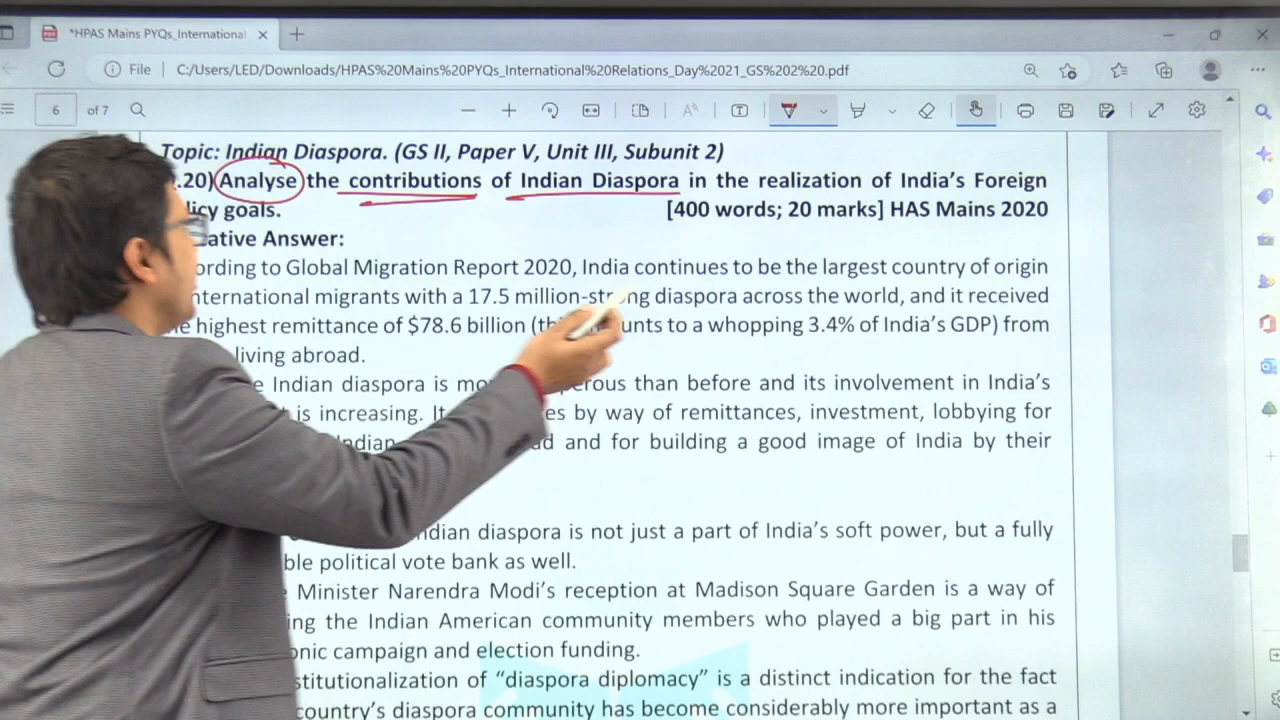 *HPAS Mains PYQs_International
File C:/Users/LED/Downloads/HPAS%20Mains%20PYQs_International%20Relations_Day%2021_GS%202%20.pdf
6 of 7
Topic: Indian Diaspora. (GS II, Paper V, Unit III, Subunit 2)
.20) Analyse the contributions of Indian Diaspora in the realization of India's Foreign
icy goals. [400 words; 20 marks] HAS Mains 2020
ative Answer:
ording to Global Migration Report 2020, India continues to be the largest country of origin
nternational migrants with a 17.5 million-strong diaspora across the world, and it received
e highest remittance of $78.6 billion (th unts to a whopping 3.4% of India's GDP) from
living abroad.
e Indian diaspora is mo erous than before and its involvement in India's
is increasing. It es by way of remittances, investment, lobbying for
ndian ad and for building a good image of India by their
ndian diaspora is not just a part of India's soft power, but a fully
ble political vote bank as well.
Minister Narendra Modi's reception at Madison Square Garden is a way of
ing the Indian American community members who played a big part in his
onic campaign and election funding.
stitutionalization of "diaspora diplomacy" is a distinct indication for the fact
country's diaspora community has become considerably more important as a